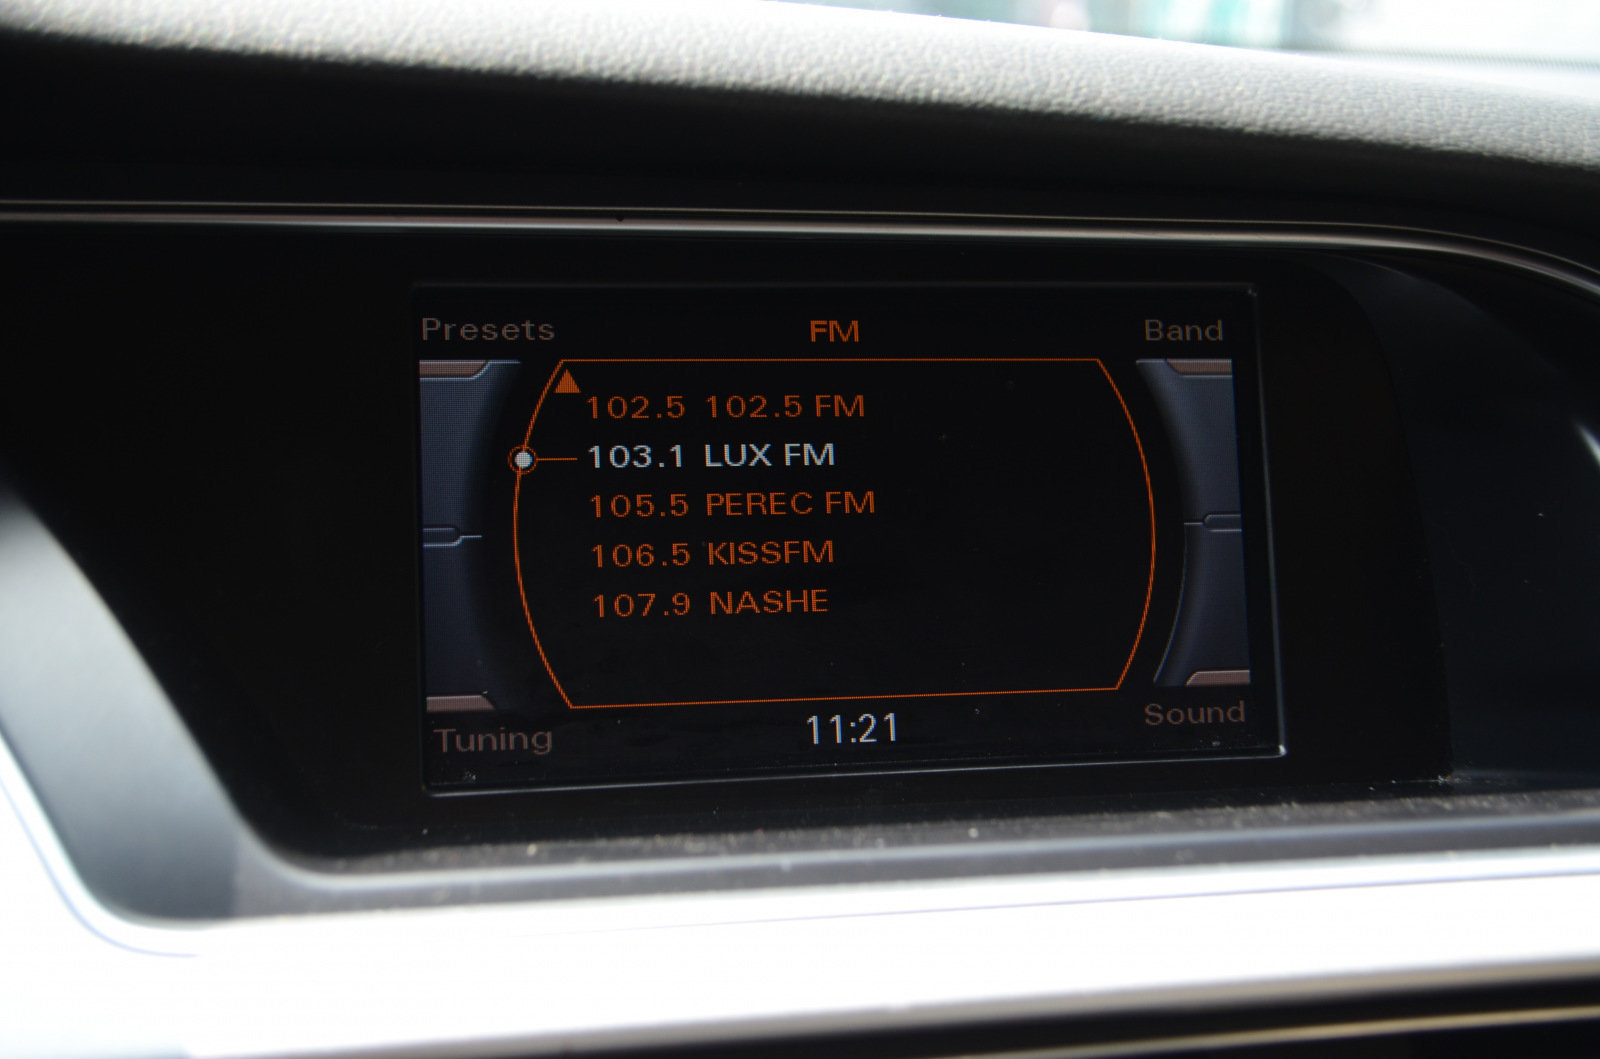 Presets FM Band
102.5 102.5 FM
103.1 LUX FM
105.5 PEREC FM
106.5 KISSFM
107.9 NASHE
Tuning 11:21 Sound